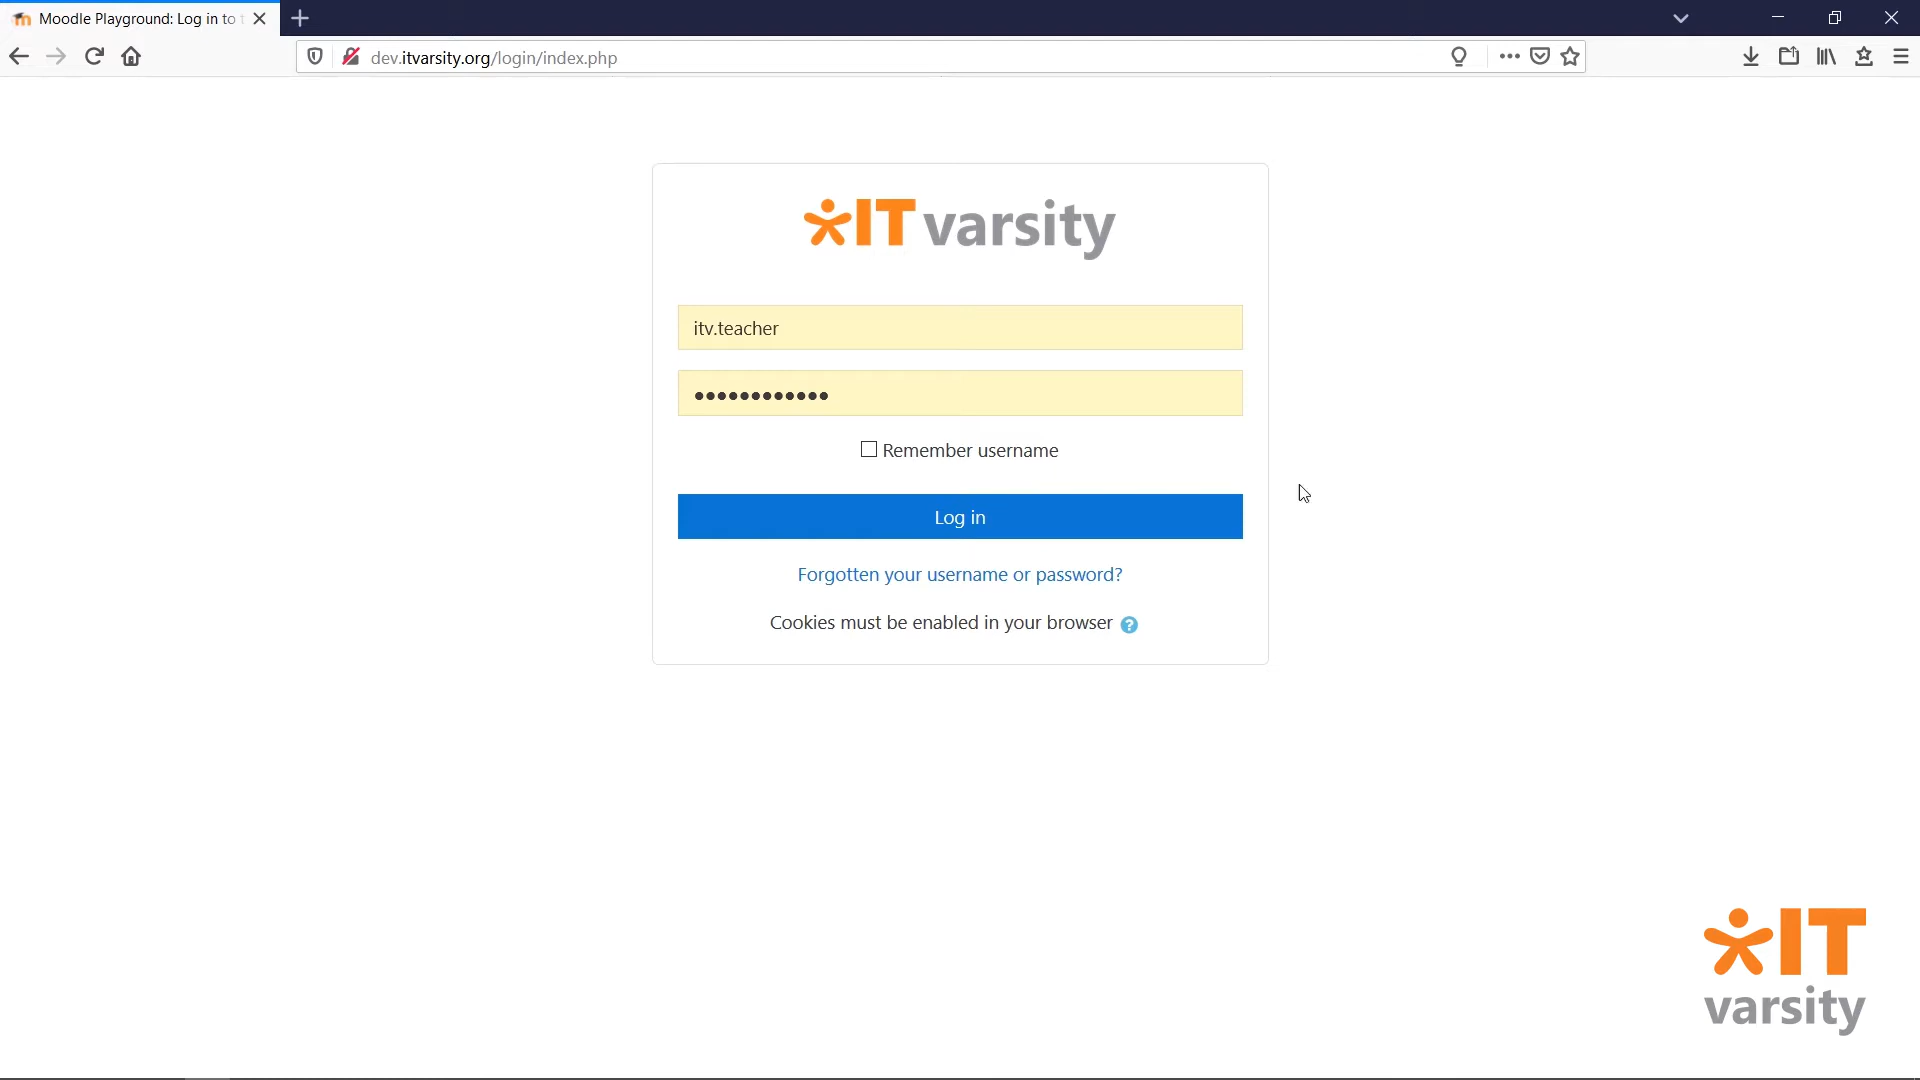 Moodle Playground: Log in to t
dev.itvarsity.org/login/index.php
IT varsity
itv.teacher
Remember username
Log in
Forgotten your username or password?
Cookies must be enabled in your browser ?
IT
varsity